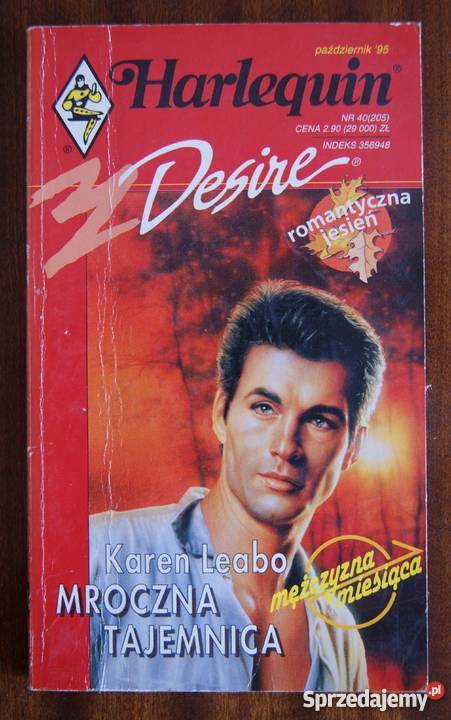 październik '95
Harlequin®
NR 40(205)
CENA 2.90 (29 000) ZŁ
INDEKS 356948
®
Desire®
romantyczna
jesień
Karen Leabo
MROCZNA
TAJEMNICA
mężczyzna
miesiąca
Sprzedajemy.pl